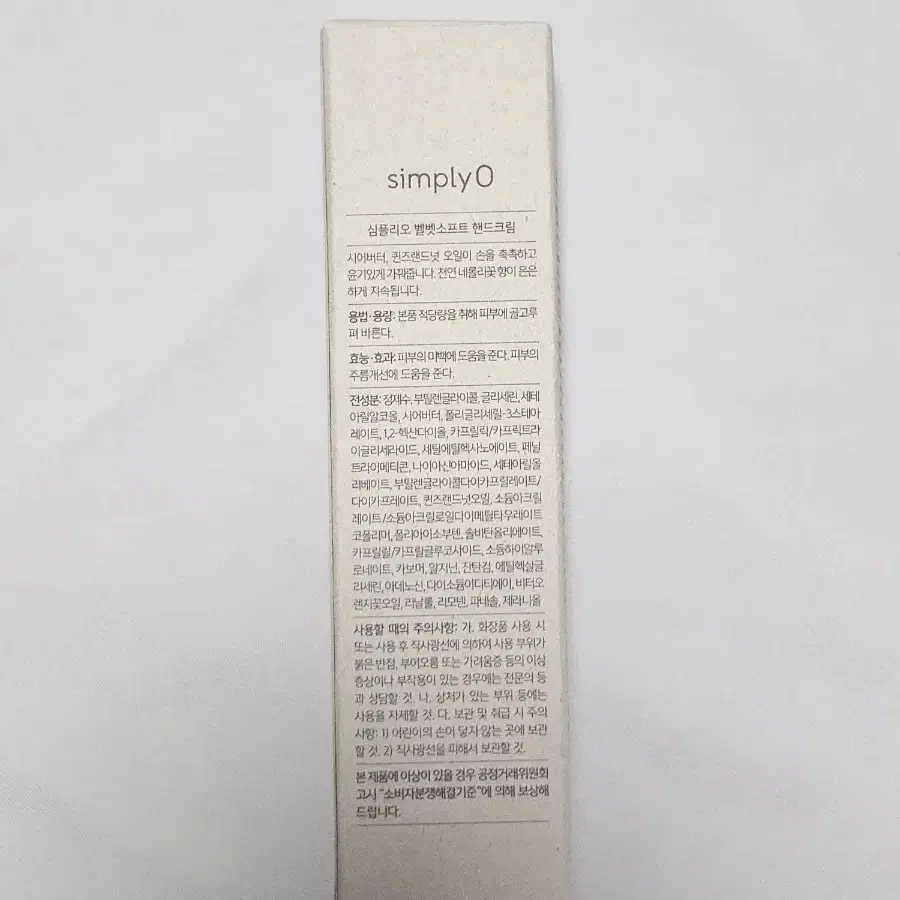 simplyO
심플리오 벨벳소프트 핸드크림
시어버터, 퀸즈랜드넛 오일이 손을 촉촉하고
윤기있게 가꿔줍니다. 천연 네롤리꽃 향이 은은
하게 지속됩니다.
용법·용량: 본품 적당량을 취해 피부에 골고루
펴 바른다.
효능·효과: 피부의 미백에 도움을 준다. 피부의
주름개선에 도움을 준다.
전성분: 정제수, 부틸렌글라이콜, 글리세린, 세테
아릴알코올, 시어버터, 폴리글리세릴-3스테아
레이트, 1,2-헥산다이올, 카프릴릭/카프릭트라
이글리세라이드, 세틸에틸헥사노에이트, 페닐
트라이메티콘, 나이아신아마이드, 세테아릴올
리베이트, 부틸렌글라이콜다이카프릴레이트/
다이카프레이트, 퀸즈랜드넛오일, 소듐아크릴
레이트/소듐아크릴로일다이메틸타우레이트
코폴리머, 폴리아이소부텐, 솔비탄올리에이트,
카프릴릴/카프릴글루코사이드, 소듐하이알루
로네이트, 카보머, 알지닌, 잔탄검, 에틸헥실글
리세린, 아데노신, 다이소듐이디티에이, 비터오
렌지꽃오일, 리날룰, 리모넨, 파네솔, 제라니올
사용할 때의 주의사항: 가. 화장품 사용 시
또는 사용 후 직사광선에 의하여 사용 부위가
붉은 반점, 부어오름 또는 가려움증 등의 이상
증상이나 부작용이 있는 경우에는 전문의 등
과 상담할 것. 나. 상처가 있는 부위 등에는
사용을 자제할 것. 다. 보관 및 취급 시 주의
사항: 1) 어린이의 손이 닿지 않는 곳에 보관
할 것. 2) 직사광선을 피해서 보관할 것.
본 제품에 이상이 있을 경우 공정거래위원회
고시 "소비자분쟁해결기준"에 의해 보상해
드립니다.